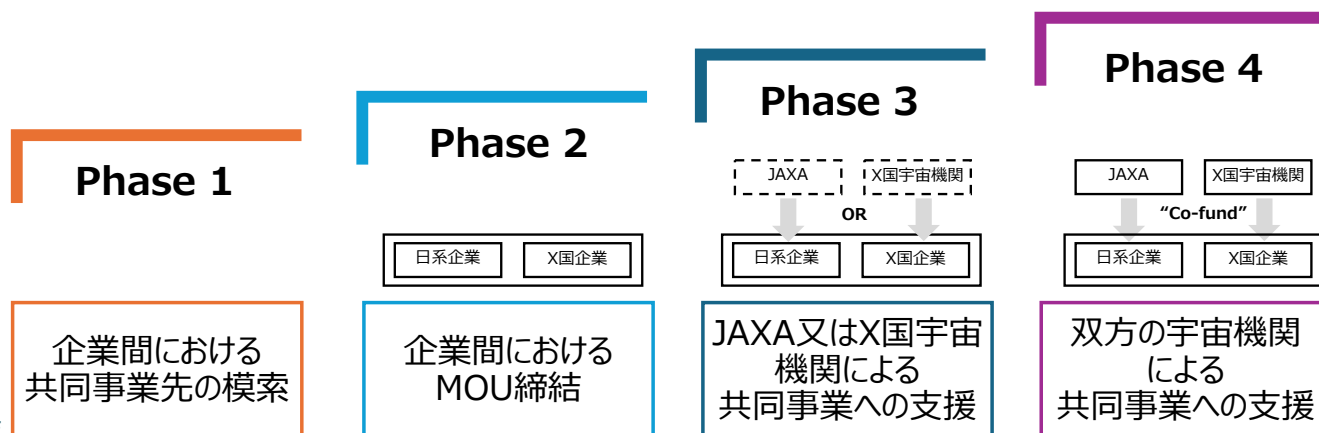 Phase 1
企業間における
共同事業先の模索
Phase 2
日系企業
X国企業
企業間における
MOU締結
Phase 3
JAXA
X国宇宙機関
OR
日系企業
X国企業
JAXA又はX国宇宙
機関による
共同事業への支援
Phase 4
JAXA
X国宇宙機関
“Co-fund”
日系企業
X国企業
双方の宇宙機関
による
共同事業への支援